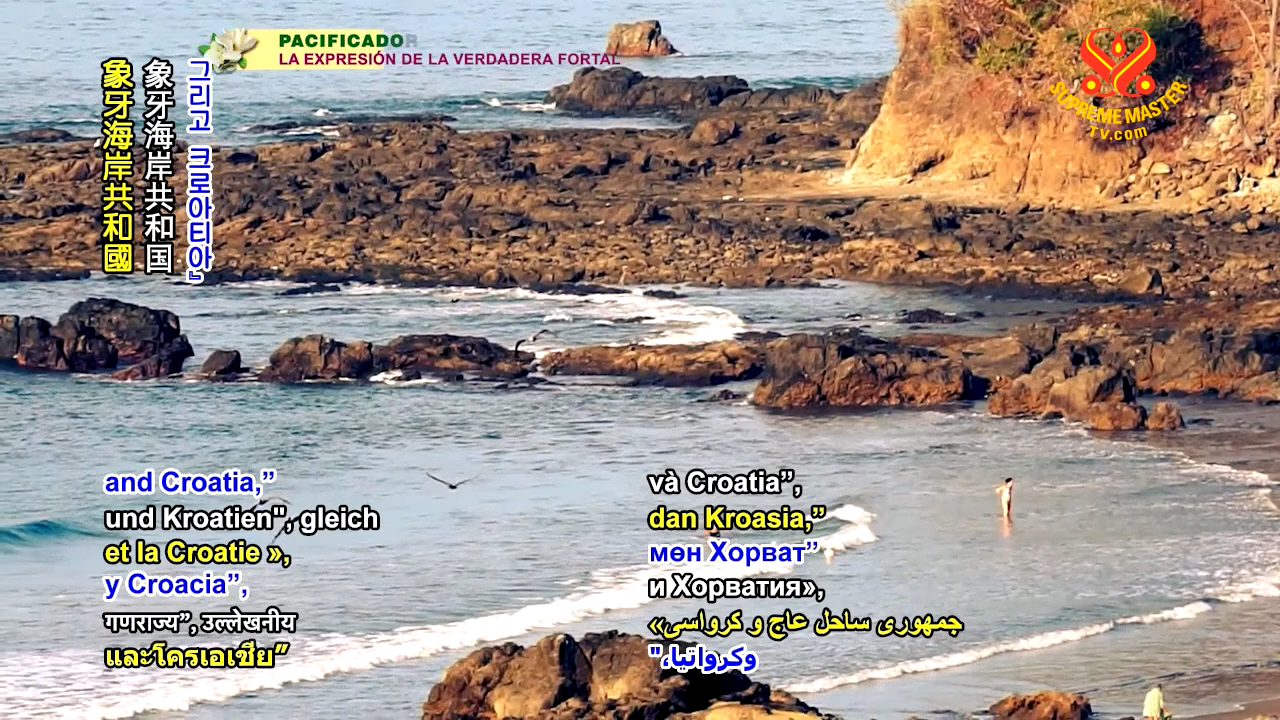 PACIFICADOR
LA EXPRESIÓN DE LA VERDADERA FORTAL
SUPREME MASTER
TV.com
그리고 크로아티아』
象牙海岸共和国
象牙海岸共和國
and Croatia,”
und Kroatien", gleich
et la Croatie »,
y Croacia”,
गणराज्य”, उल्लेखनीय
และโครเอเชีย”
và Croatia”,
dan Kroasia,”
мөн Хорват”
и Хорватия»,
جمهوری ساحل عاج و کرواسی»
وكرواتيا،"